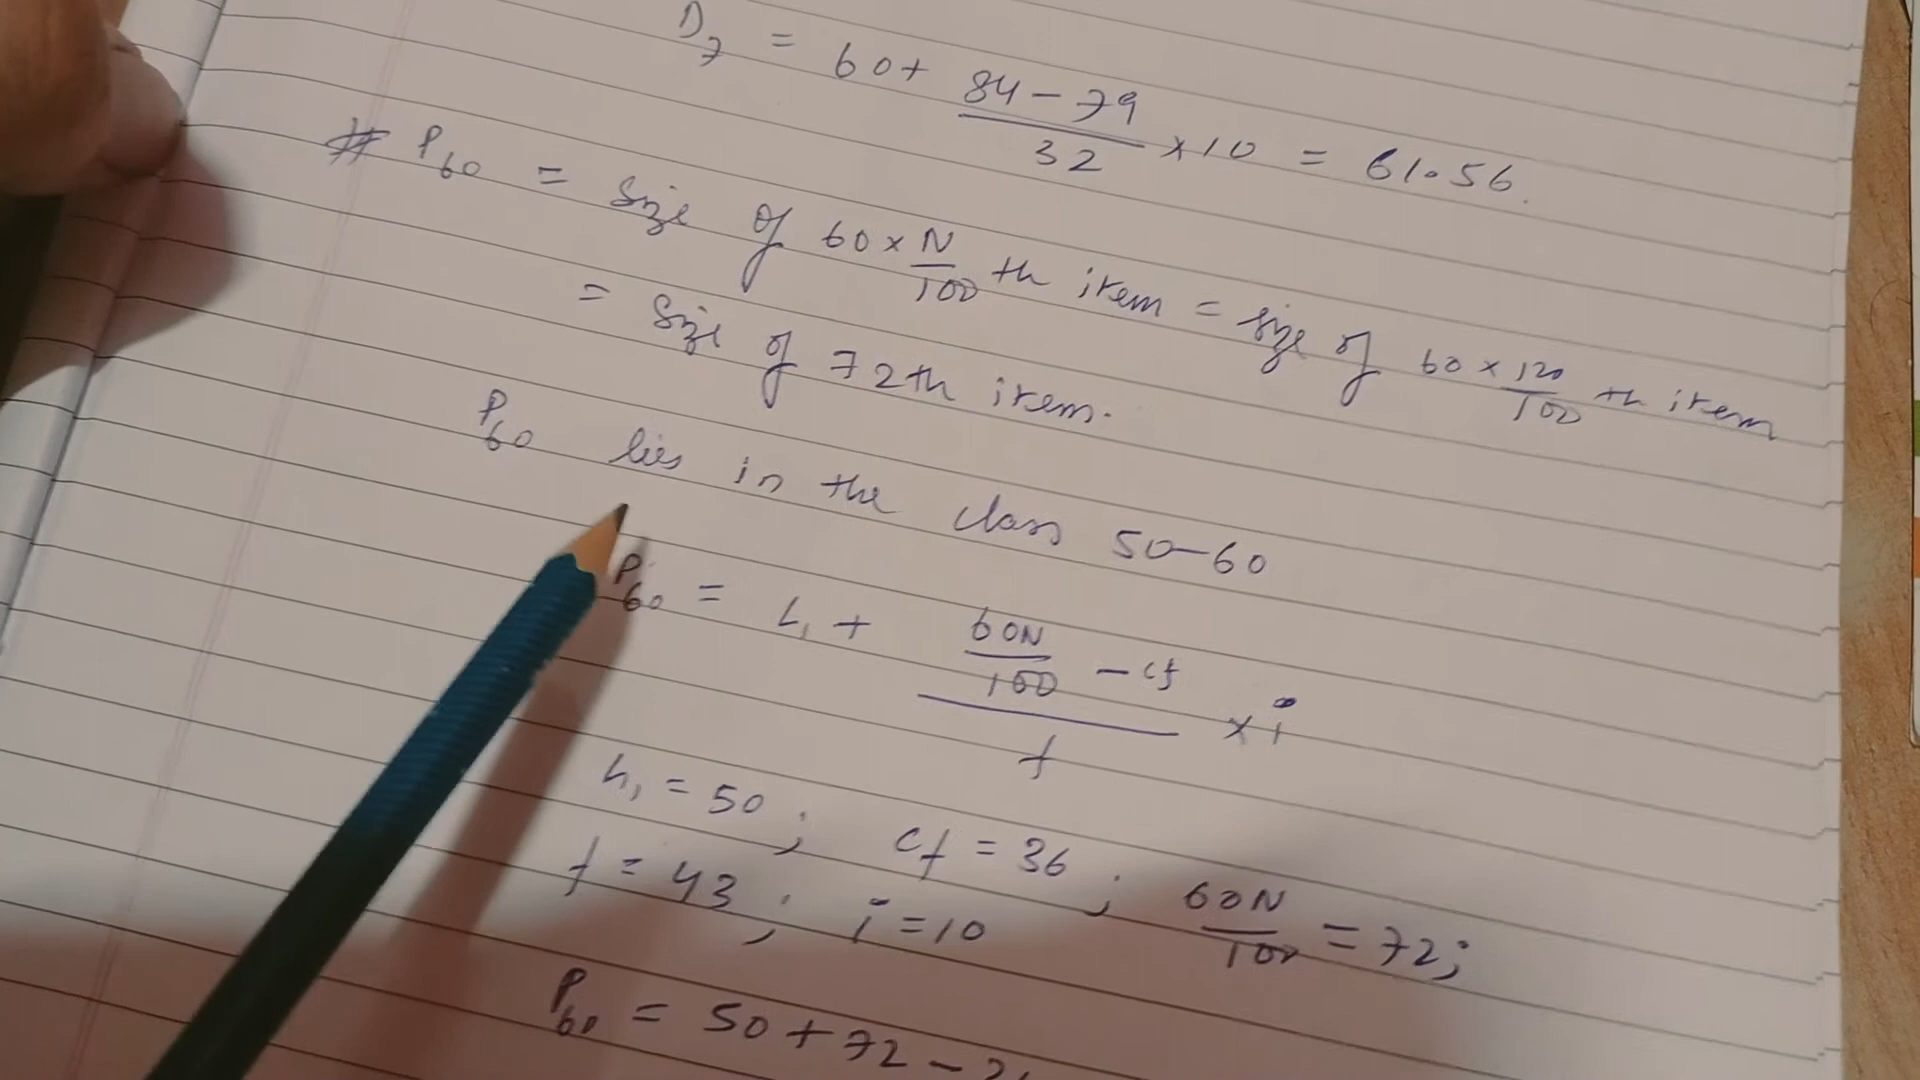 D7 = 60 + 84 - 79 / 32 × 10 = 61.56.
# P60 = Size of 60 × N/100 th item = size of 60 × 120/100 th item
= Size of 72th item.
P60 lies in the class 50-60
P60 = L1 + 60N/100 - cf / f × i
L1 = 50 ; cf = 36 ; 60N/100 = 72;
f = 43 ; i = 10
P60 = 50 + 72 -